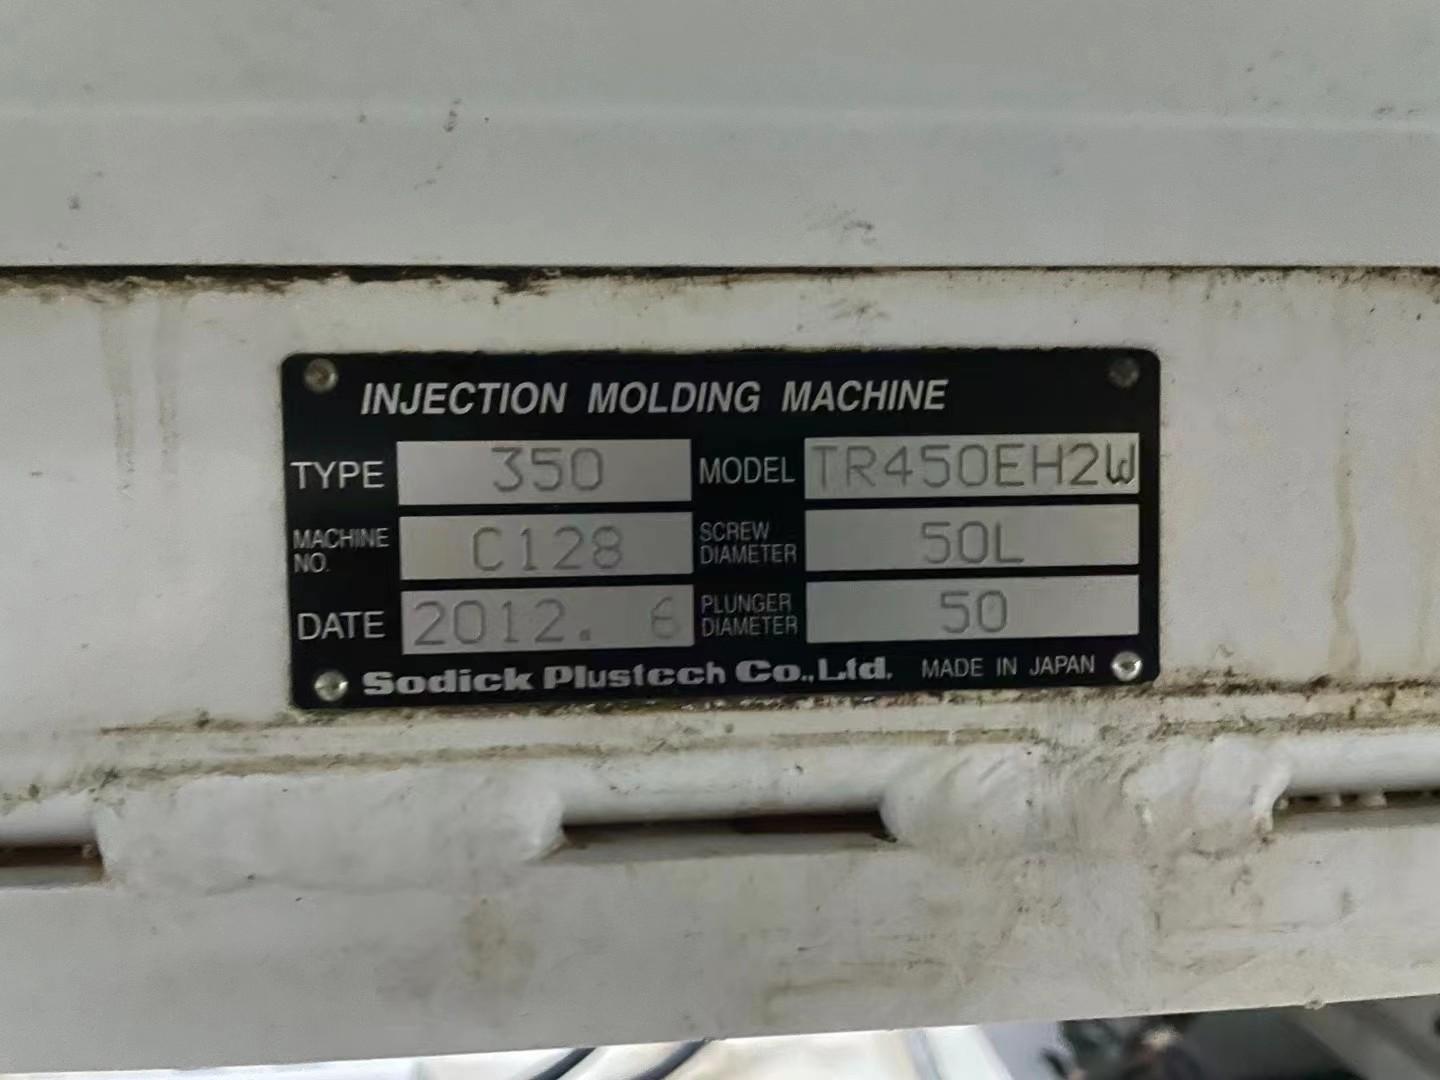 INJECTION MOLDING MACHINE
TYPE 350 MODEL TR450EH2W
MACHINE NO. C128 SCREW DIAMETER 50L
DATE 2012. 6 PLUNGER DIAMETER 50
Sodick Plustech Co.,Ltd. MADE IN JAPAN